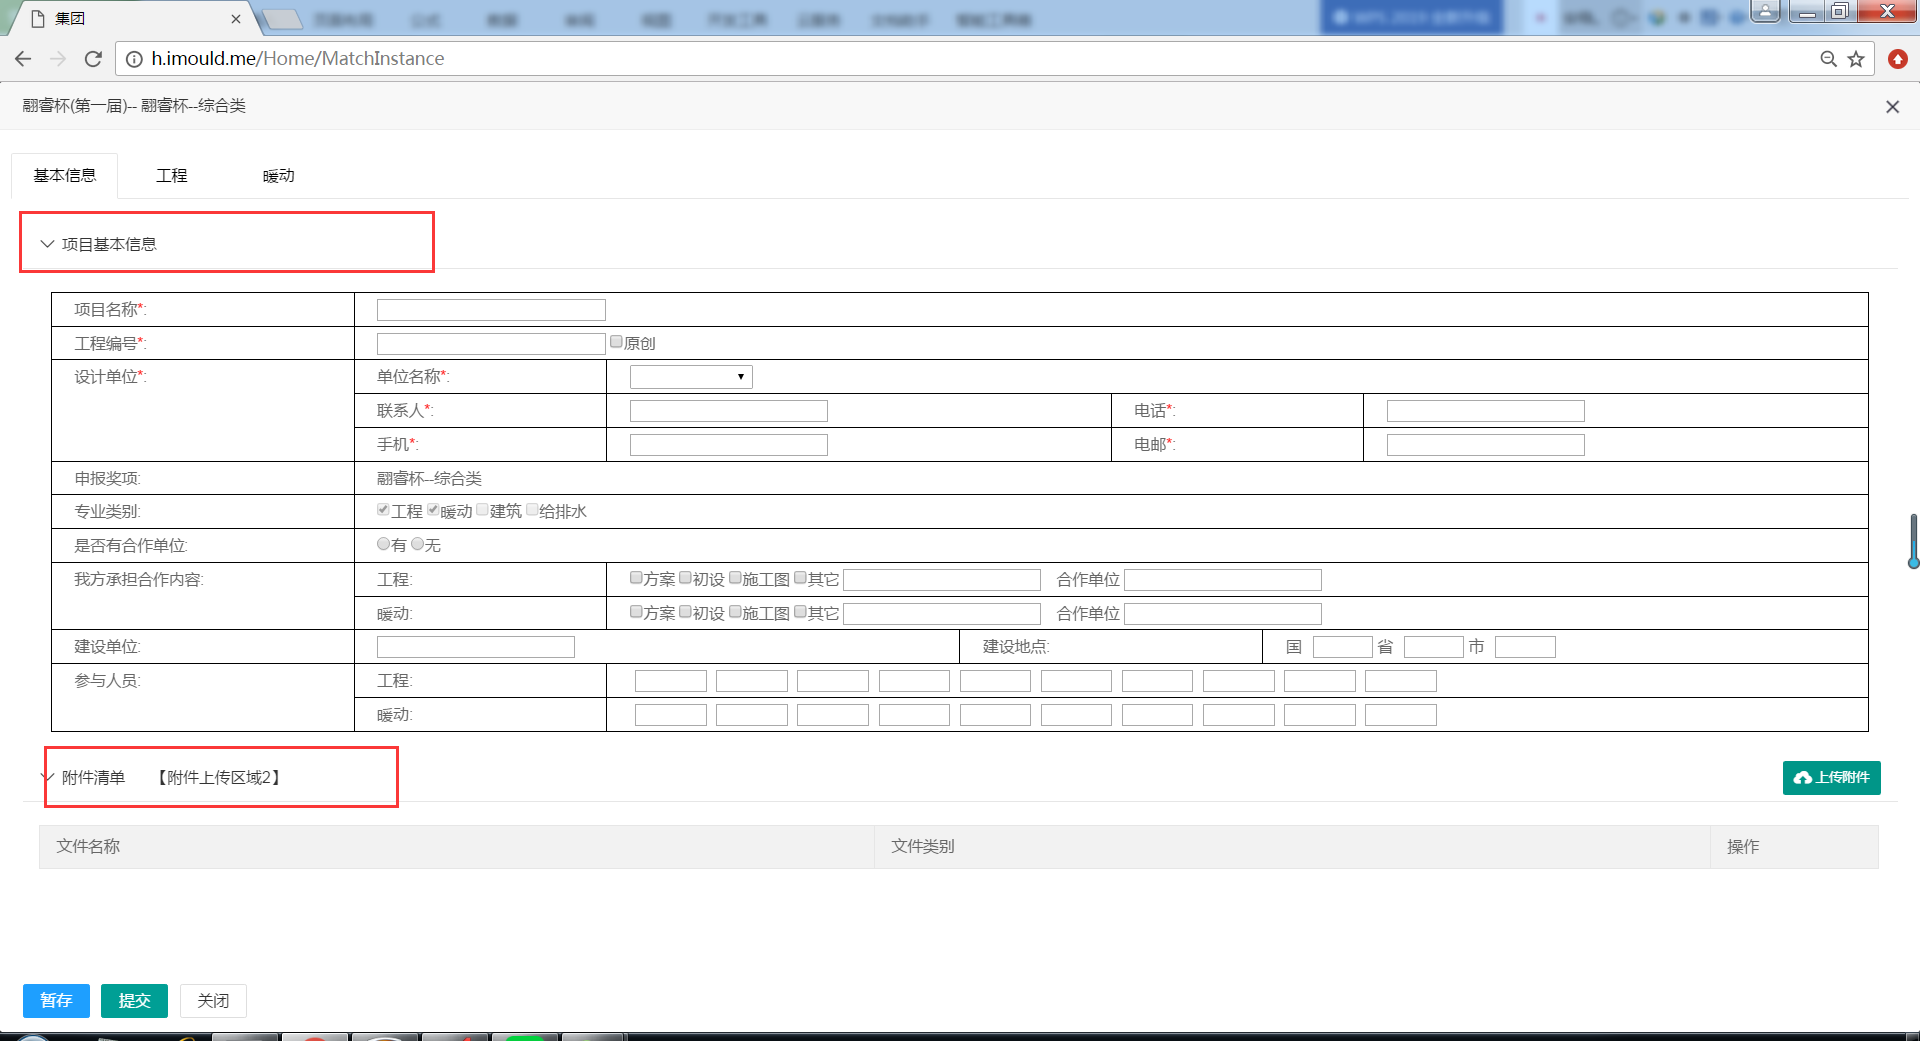 集团
h.imould.me/Home/MatchInstance
翮睿杯(第一届)-- 翮睿杯--综合类
基本信息 工程 暖动
项目基本信息
项目名称*:
工程编号*: 原创
设计单位*: 单位名称*:
联系人*: 电话*:
手机*: 电邮*:
申报奖项: 翮睿杯--综合类
专业类别: 工程 暖动 建筑 给排水
是否有合作单位: 有 无
我方承担合作内容: 工程: 方案 初设 施工图 其它 合作单位
暖动: 方案 初设 施工图 其它 合作单位
建设单位: 建设地点: 国 省 市
参与人员: 工程:
暖动:
附件清单 【附件上传区域2】 上传附件
文件名称 文件类别 操作
暂存 提交 关闭